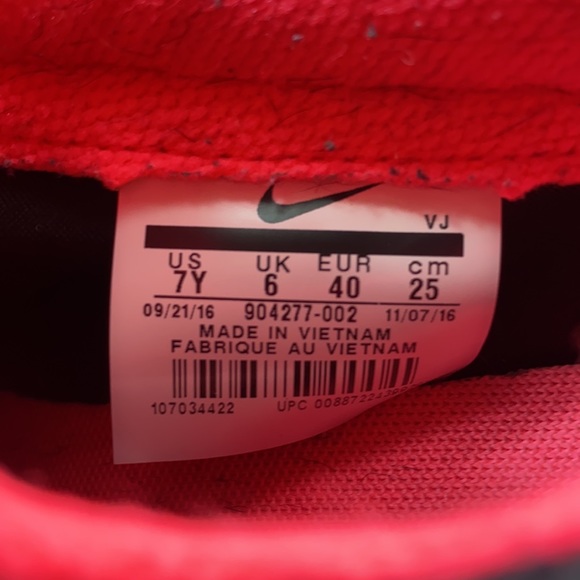 VJ
US UK EUR cm
7Y 6 40 25
09/21/16 904277-002 11/07/16
MADE IN VIETNAM
FABRIQUE AU VIETNAM
107034422 UPC